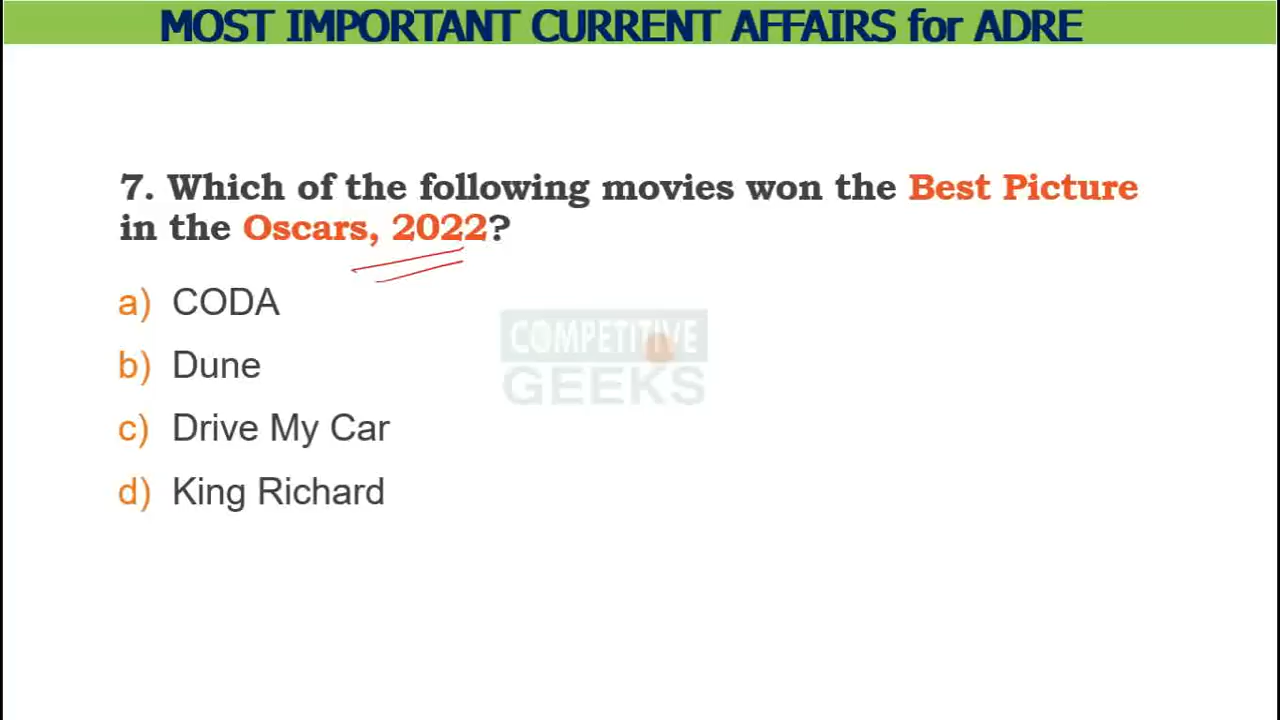 MOST IMPORTANT CURRENT AFFAIRS for ADRE
7. Which of the following movies won the Best Picture
in the Oscars, 2022?
a) CODA
COMPETITIVE
b) Dune
GEEKS
c) Drive My Car
d) King Richard